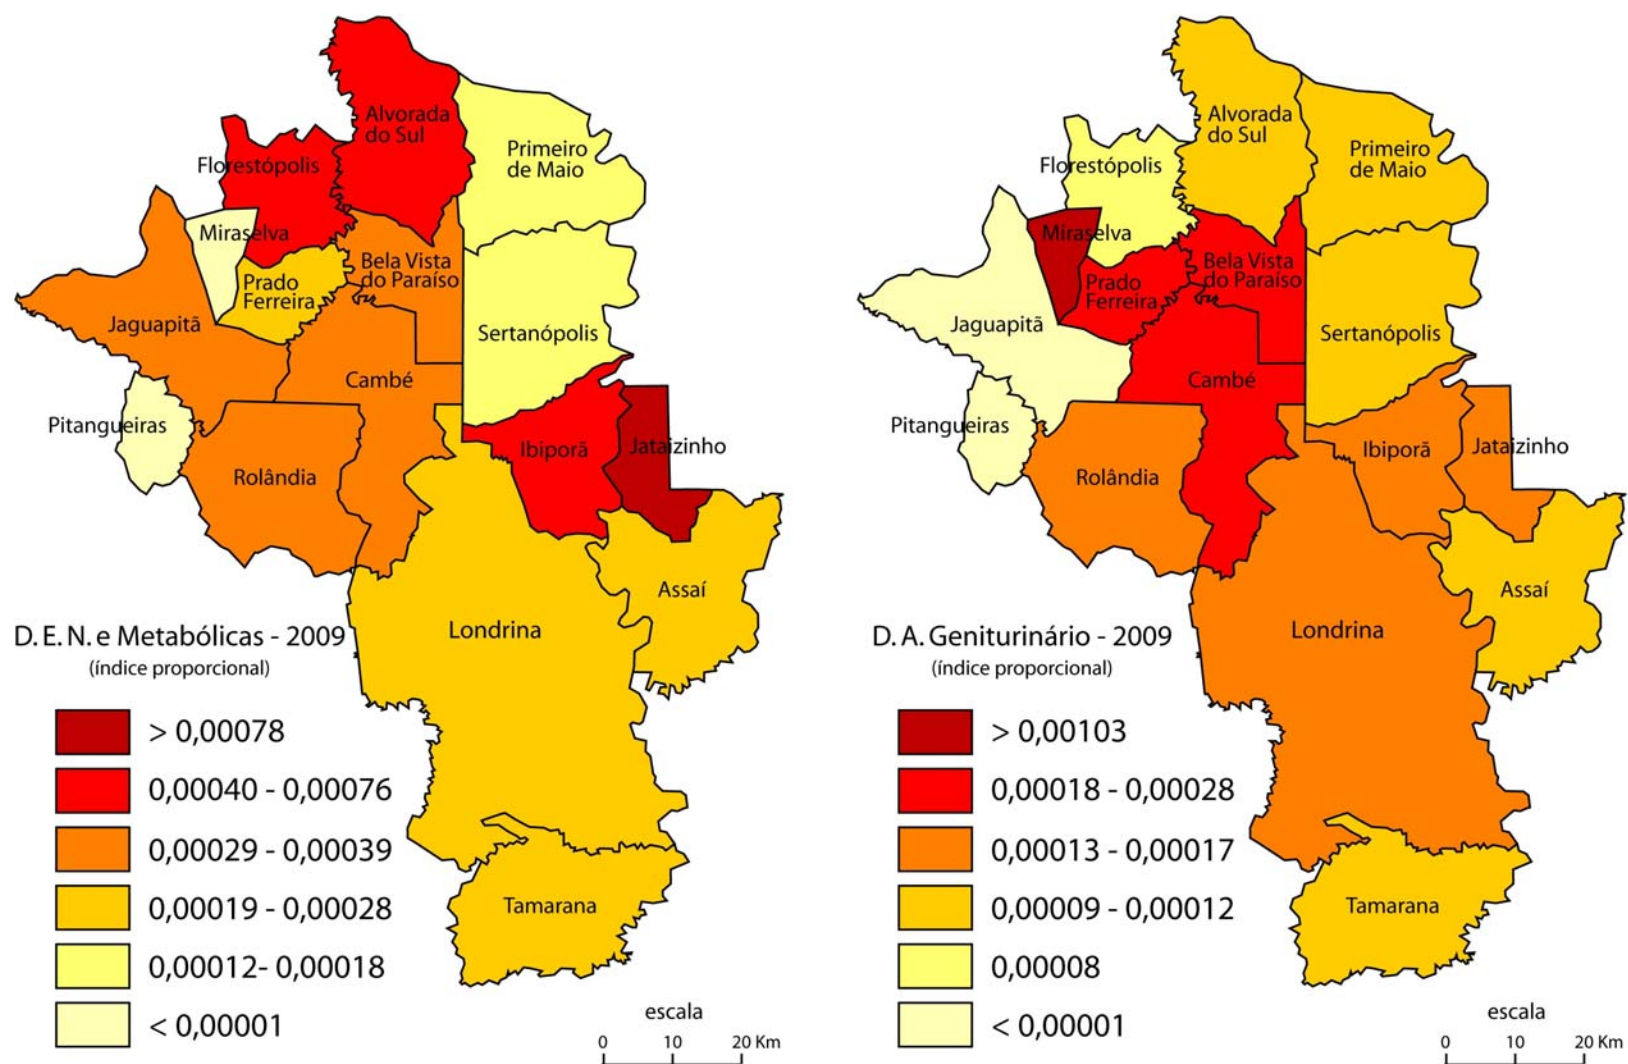 Alvorada
do Sul
Primeiro
de Maio
Florestópolis
Miraselva
Prado
Ferreira
Bela Vista
do Paraíso
Jaguapitã
Sertanópolis
Cambé
Pitangueiras
Rolândia
Ibiporã
Jataizinho
Assaí
Londrina
Tamarana
D. E. N. e Metabólicas - 2009
(índice proporcional)
> 0,00078
0,00040 - 0,00076
0,00029 - 0,00039
0,00019 - 0,00028
0,00012- 0,00018
< 0,00001
escala
0 10 20 Km
Alvorada
do Sul
Primeiro
de Maio
Florestópolis
Miraselva
Prado
Ferreira
Bela Vista
do Paraíso
Jaguapitã
Sertanópolis
Cambé
Pitangueiras
Rolândia
Ibiporã
Jataizinho
Assaí
Londrina
Tamarana
D. A. Geniturinário - 2009
(índice proporcional)
> 0,00103
0,00018 - 0,00028
0,00013 - 0,00017
0,00009 - 0,00012
0,00008
< 0,00001
escala
0 10 20 Km